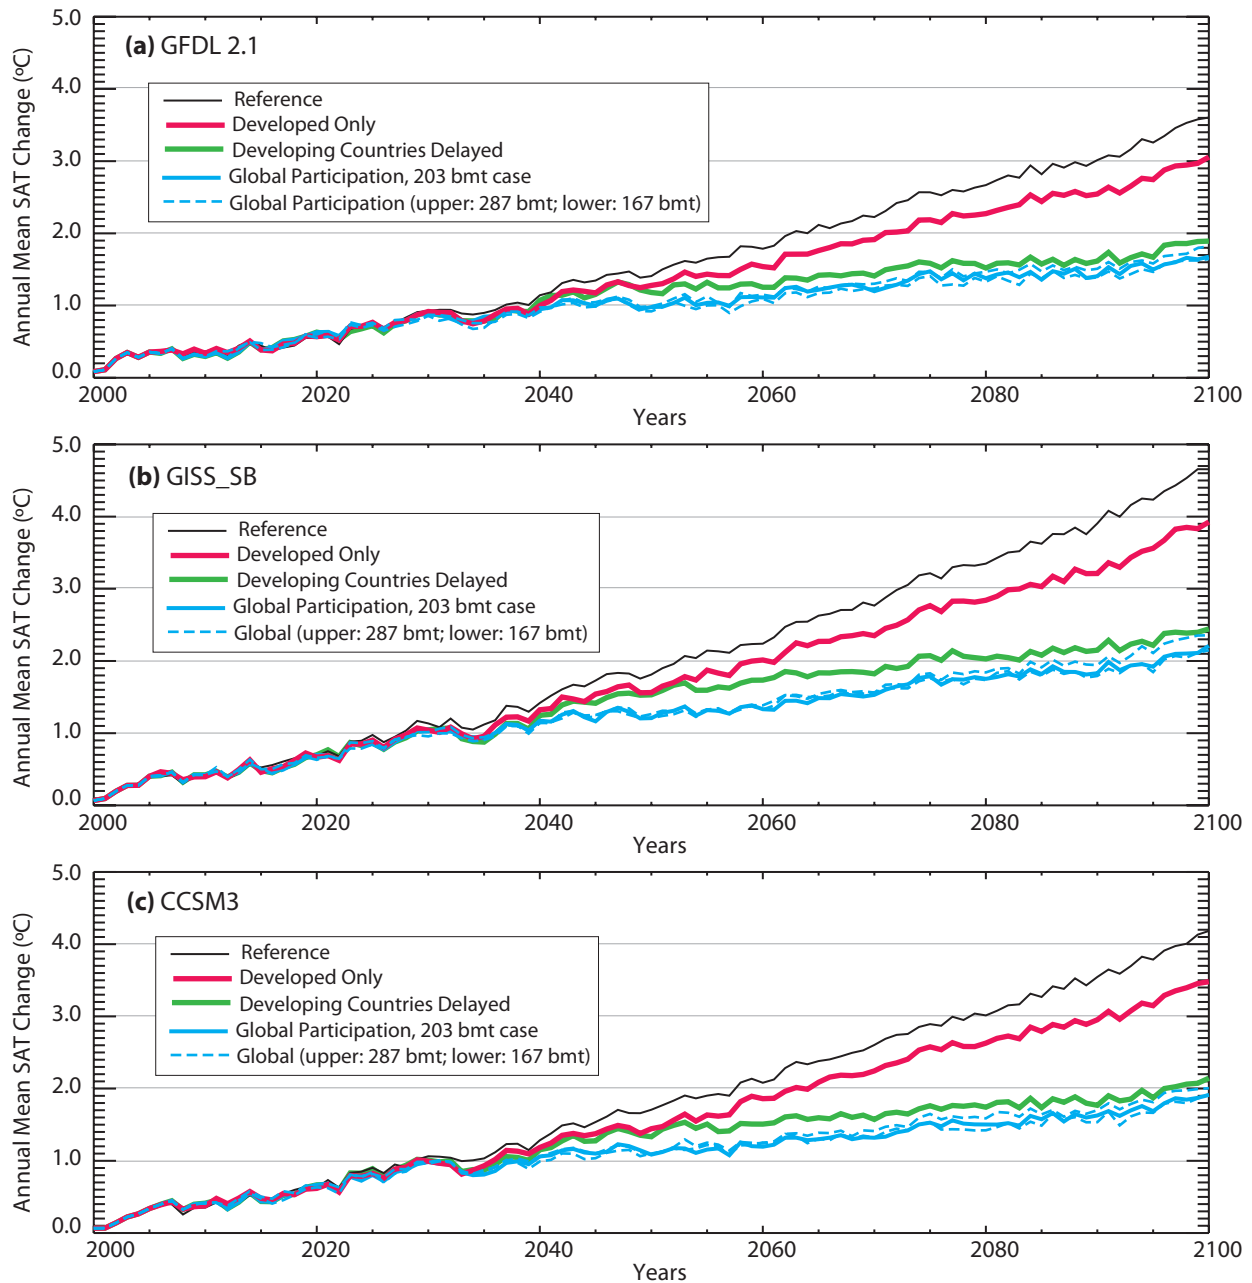 (a) GFDL 2.1
Annual Mean SAT Change (ºC)
5.0
4.0
3.0
2.0
1.0
0.0
Reference
Developed Only
Developing Countries Delayed
Global Participation, 203 bmt case
Global Participation (upper: 287 bmt; lower: 167 bmt)
2000 2020 2040 2060 2080 2100
Years
(b) GISS_SB
Annual Mean SAT Change (ºC)
5.0
4.0
3.0
2.0
1.0
0.0
Reference
Developed Only
Developing Countries Delayed
Global Participation, 203 bmt case
Global (upper: 287 bmt; lower: 167 bmt)
2000 2020 2040 2060 2080 2100
Years
(c) CCSM3
Annual Mean SAT Change (ºC)
5.0
4.0
3.0
2.0
1.0
0.0
Reference
Developed Only
Developing Countries Delayed
Global Participation, 203 bmt case
Global (upper: 287 bmt; lower: 167 bmt)
2000 2020 2040 2060 2080 2100
Years